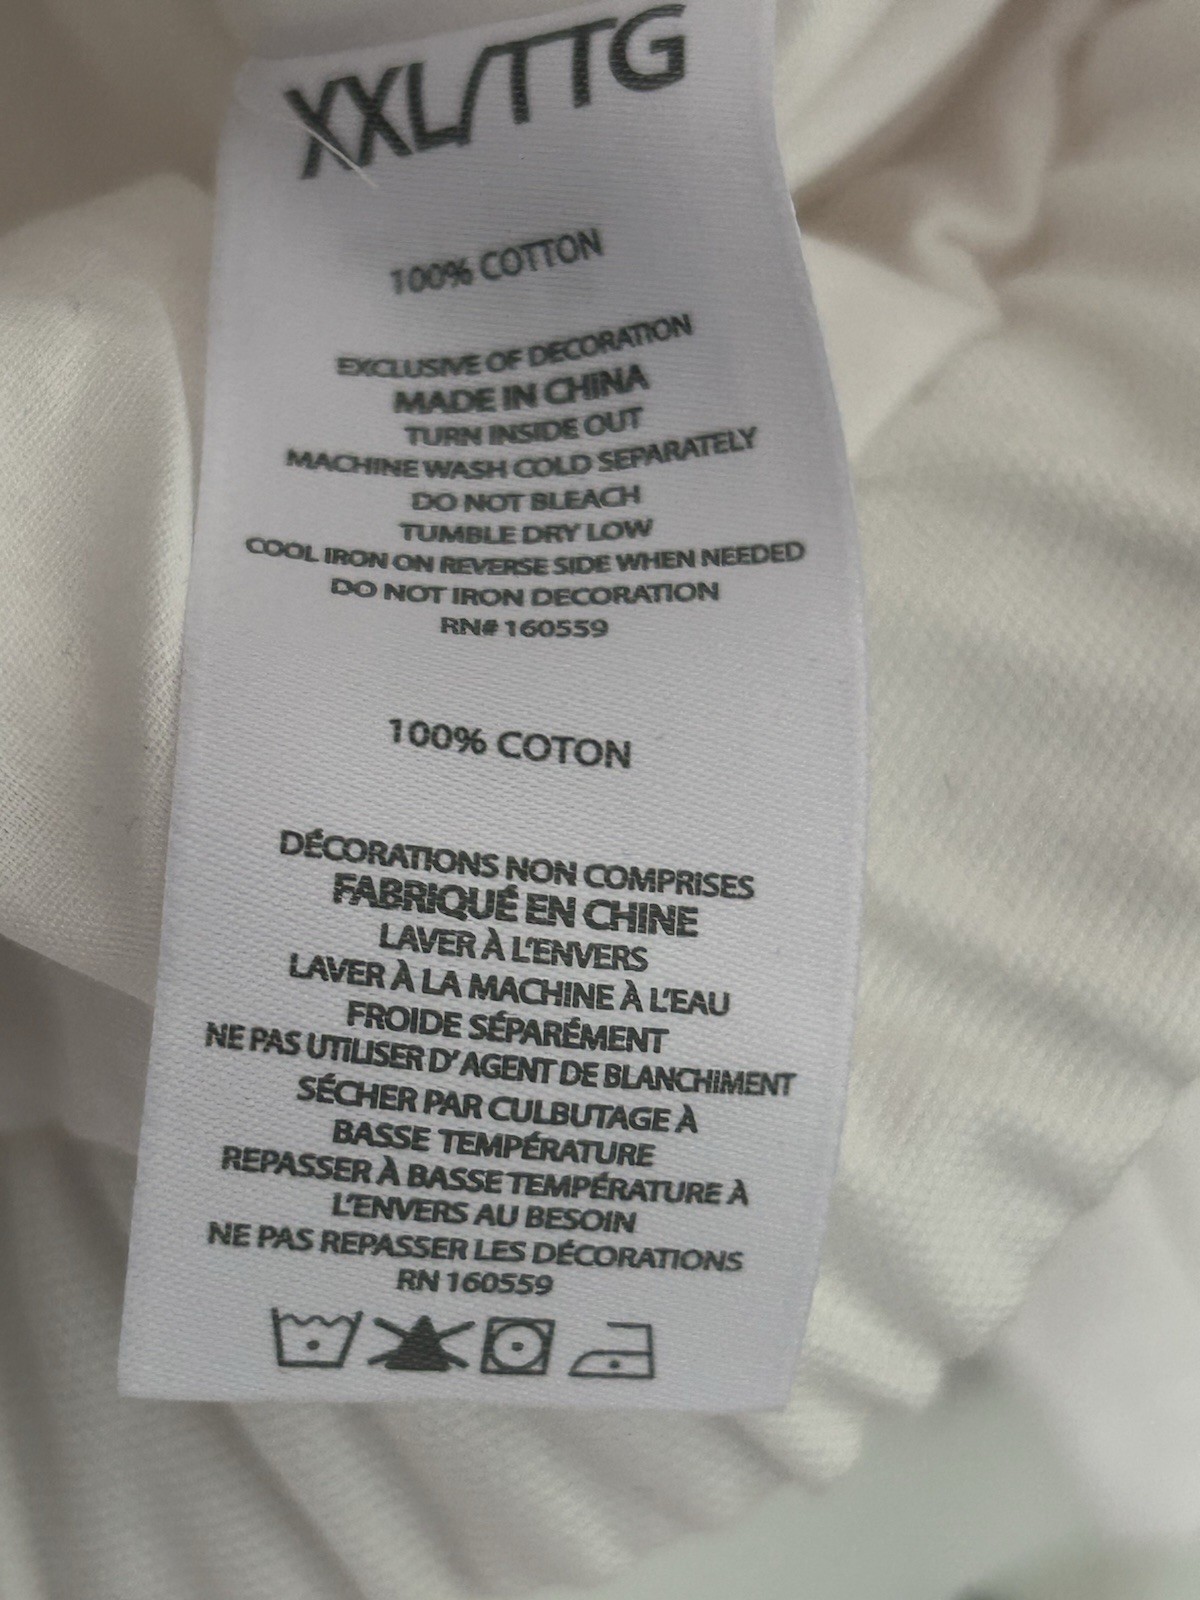 XXL/TTG
100% COTTON
EXCLUSIVE OF DECORATION
MADE IN CHINA
TURN INSIDE OUT
MACHINE WASH COLD SEPARATELY
DO NOT BLEACH
TUMBLE DRY LOW
COOL IRON ON REVERSE SIDE WHEN NEEDED
DO NOT IRON DECORATION
RN# 160559
100% COTON
DÉCORATIONS NON COMPRISES
FABRIQUÉ EN CHINE
LAVER À L'ENVERS
LAVER À LA MACHINE À L'EAU
FROIDE SÉPARÉMENT
NE PAS UTILISER D'AGENT DE BLANCHIMENT
SÉCHER PAR CULBUTAGE À
BASSE TEMPÉRATURE
REPASSER À BASSE TEMPÉRATURE À
L'ENVERS AU BESOIN
NE PAS REPASSER LES DÉCORATIONS
RN 160559